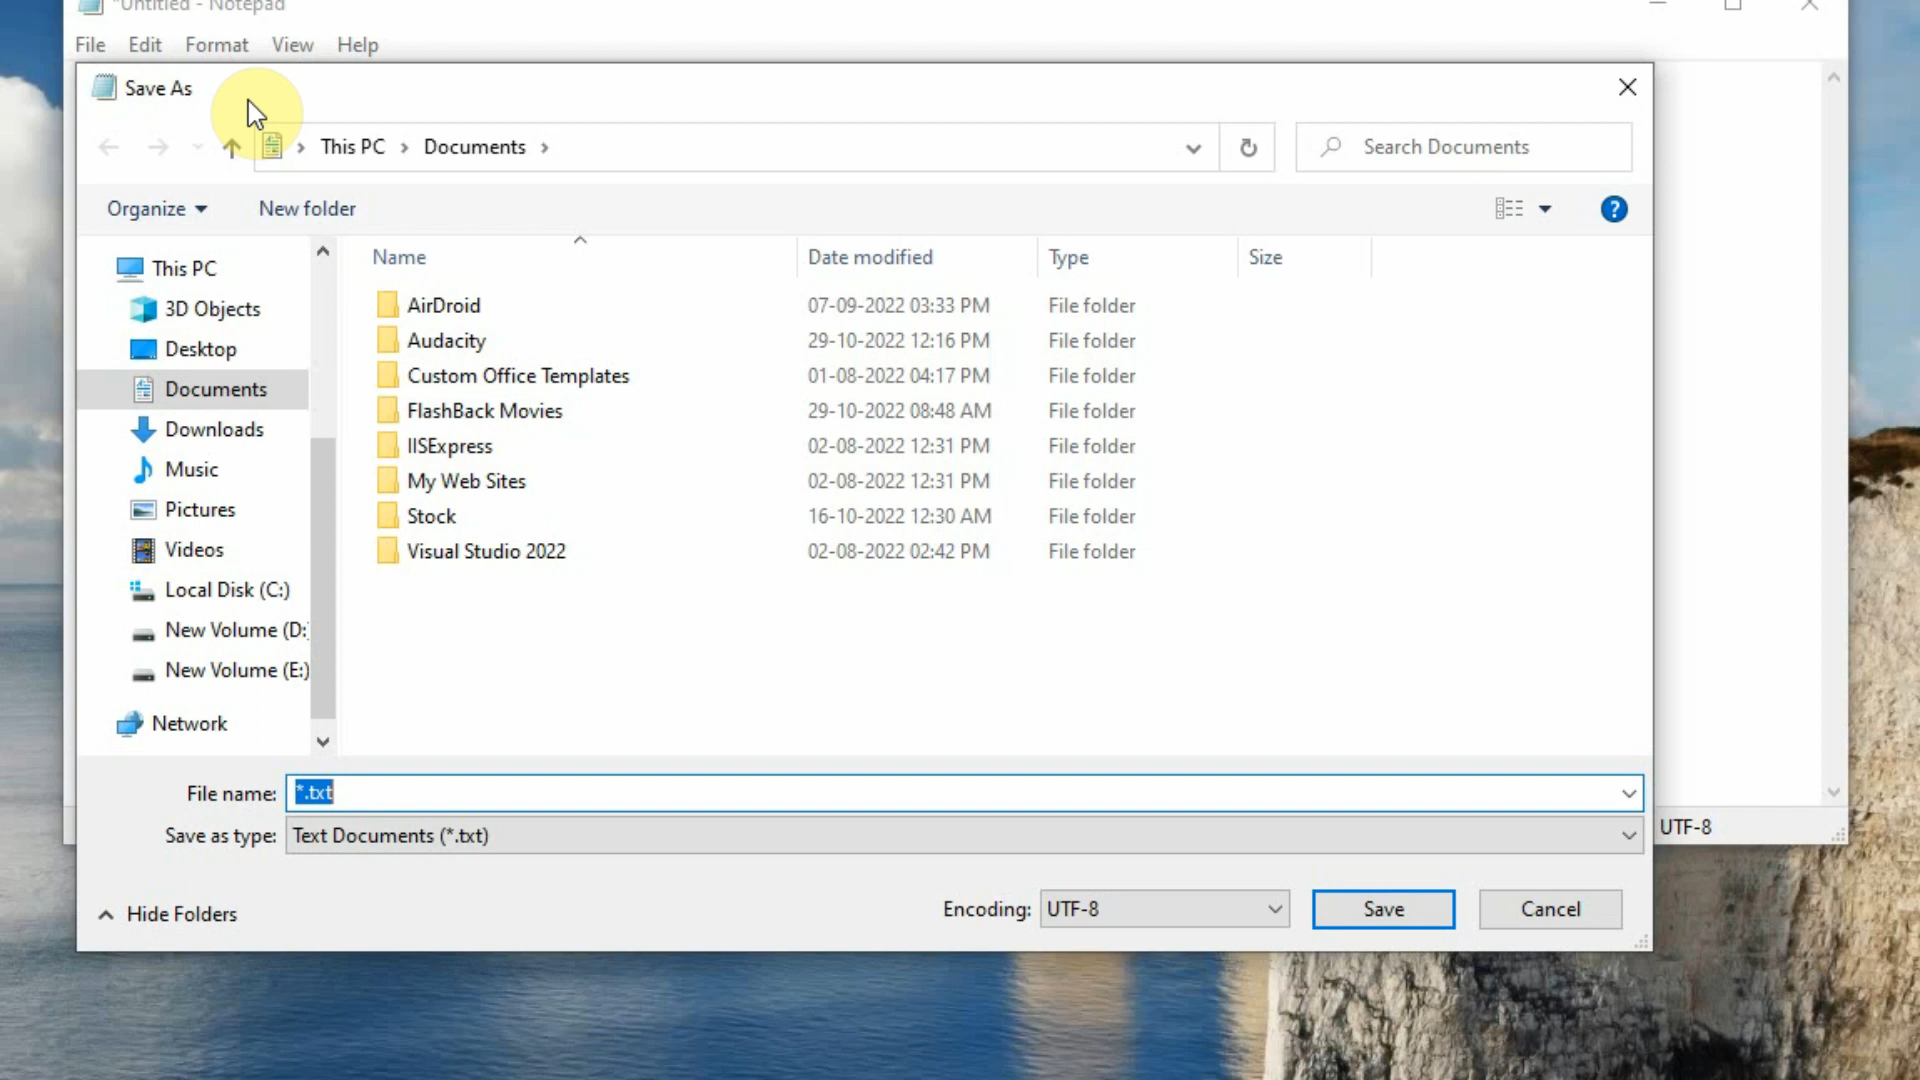 *Untitled - Notepad
File Edit Format View Help
Save As
This PC Documents
Search Documents
Organize New folder
?
Name Date modified Type Size
This PC
3D Objects
Desktop
Documents
Downloads
Music
Pictures
Videos
Local Disk (C:)
New Volume (D:
New Volume (E:)
Network
AirDroid 07-09-2022 03:33 PM File folder
Audacity 29-10-2022 12:16 PM File folder
Custom Office Templates 01-08-2022 04:17 PM File folder
FlashBack Movies 29-10-2022 08:48 AM File folder
IISExpress 02-08-2022 12:31 PM File folder
My Web Sites 02-08-2022 12:31 PM File folder
Stock 16-10-2022 12:30 AM File folder
Visual Studio 2022 02-08-2022 02:42 PM File folder
File name: *.txt
Save as type: Text Documents (*.txt)
UTF-8
Hide Folders
Encoding: UTF-8 Save Cancel